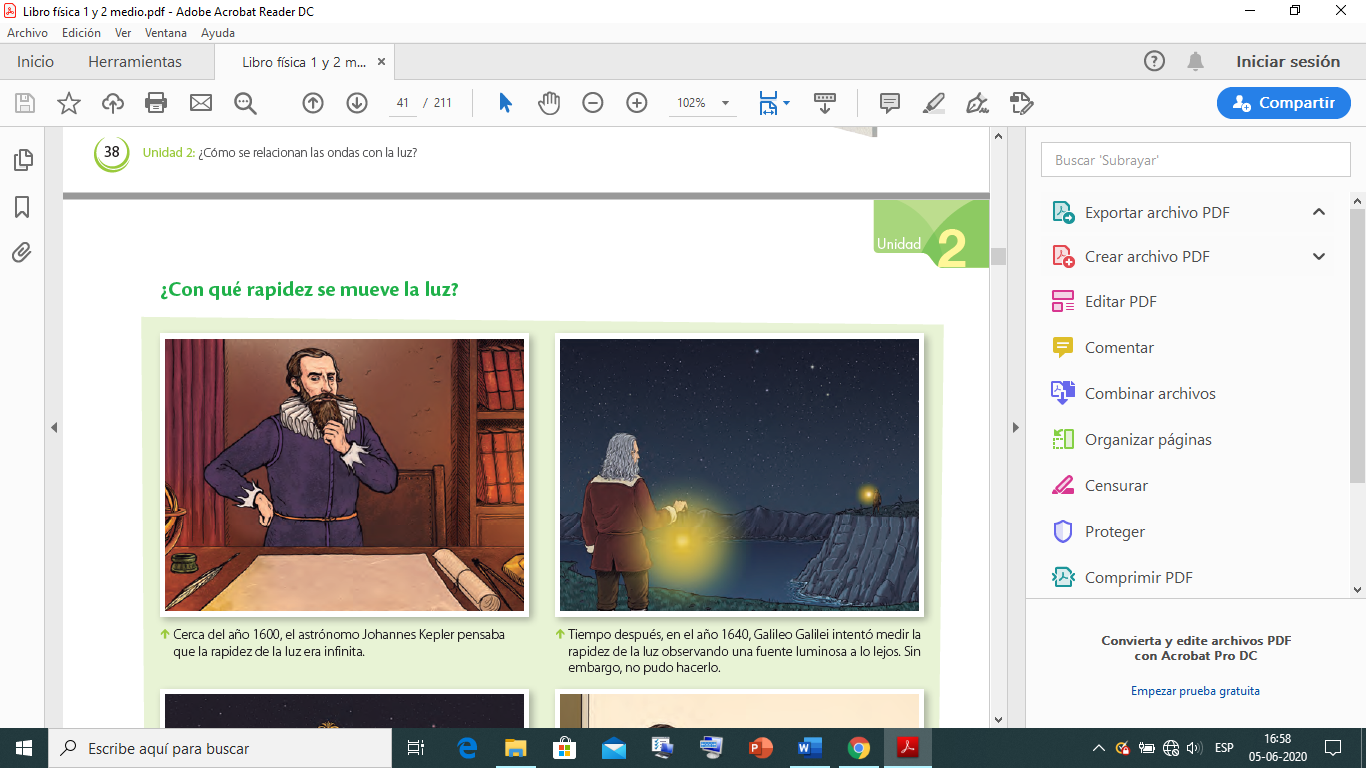 Libro física 1 y 2 medio.pdf - Adobe Acrobat Reader DC
Archivo Edición Ver Ventana Ayuda
Inicio Herramientas Libro física 1 y 2 m... × Iniciar sesión
41 / 211 102% Compartir
38 Unidad 2: ¿Cómo se relacionan las ondas con la luz?
Unidad 2
¿Con qué rapidez se mueve la luz?
Cerca del año 1600, el astrónomo Johannes Kepler pensaba
que la rapidez de la luz era infinita.
Tiempo después, en el año 1640, Galileo Galilei intentó medir la
rapidez de la luz observando una fuente luminosa a lo lejos. Sin
embargo, no pudo hacerlo.
Buscar 'Subrayar'
Exportar archivo PDF
Crear archivo PDF
Editar PDF
Comentar
Combinar archivos
Organizar páginas
Censurar
Proteger
Comprimir PDF
Convierta y edite archivos PDF
con Acrobat Pro DC
Empezar prueba gratuita
Escribe aquí para buscar
ESP
16:58
05-06-2020